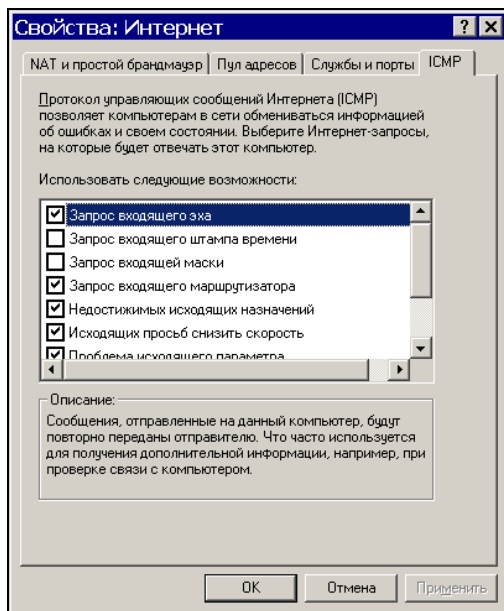 Свойства: Интернет
NAT и простой брандмауэр
Пул адресов
Службы и порты
ICMP
Протокол управляющих сообщений Интернета (ICMP)
позволяет компьютерам в сети обмениваться информацией
об ошибках и своем состоянии. Выберите Интернет-запросы,
на которые будет отвечать этот компьютер.
Использовать следующие возможности:
Запрос входящего эха
Запрос входящего штампа времени
Запрос входящей маски
Запрос входящего маршрутизатора
Недостижимых исходящих назначений
Исходящих просьб снизить скорость
Проблема исходящего параметра
Описание:
Сообщения, отправленные на данный компьютер, будут
повторно переданы отправителю. Что часто используется
для получения дополнительной информации, например, при
проверке связи с компьютером.
OK
Отмена
Применить